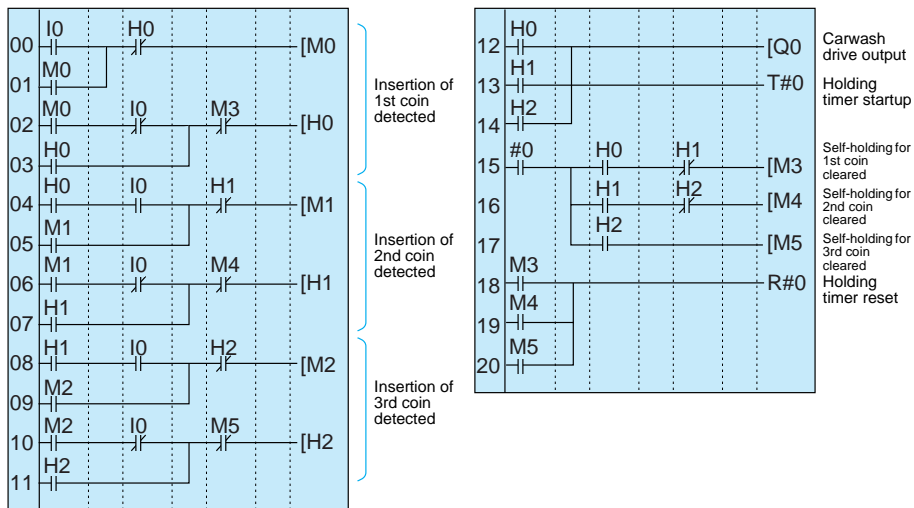 I0 H0
00 [M0
M0
01
M0 I0 M3
02 [H0
H0
03
H0 I0 H1
04 [M1
M1
05
M1 I0 M4
06 [H1
H1
07
H1 I0 H2
08 [M2
M2
09
M2 I0 M5
10 [H2
H2
11
Insertion of
1st coin
detected
Insertion of
2nd coin
detected
Insertion of
3rd coin
detected
H0
12 [Q0
H1
13 T#0
H2
14
#0 H0 H1
15 [M3
H1 H2
16 [M4
H2
17 [M5
M3
18 R#0
M4
19
M5
20
Carwash
drive output
Holding
timer startup
Self-holding for
1st coin
cleared
Self-holding for
2nd coin
cleared
Self-holding for
3rd coin
cleared
Holding
timer reset